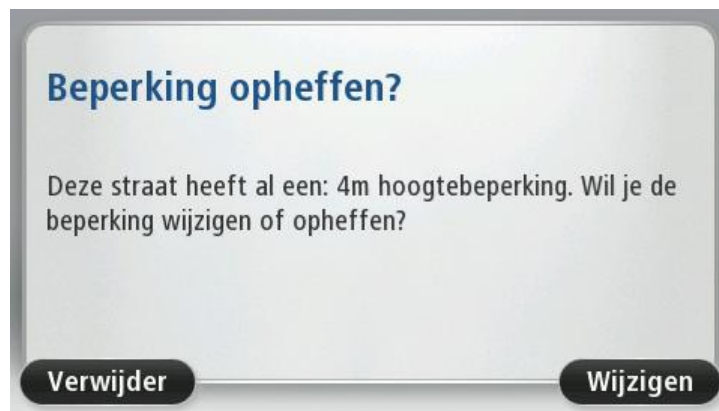 Beperking opheffen?
Deze straat heeft al een: 4m hoogtebeperking. Wil je de
beperking wijzigen of opheffen?
Verwijder
Wijzigen